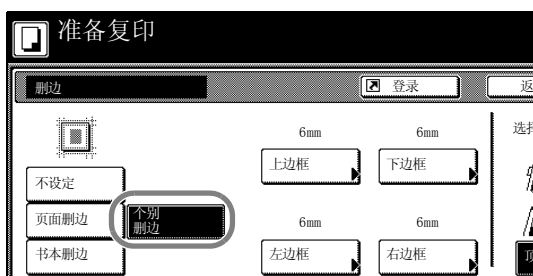 准备复印
删边
登录
返
6mm
6mm
选择
上边框
下边框
不设定
页面删边
个别
删边
6mm
6mm
书本删边
左边框
右边框
顶